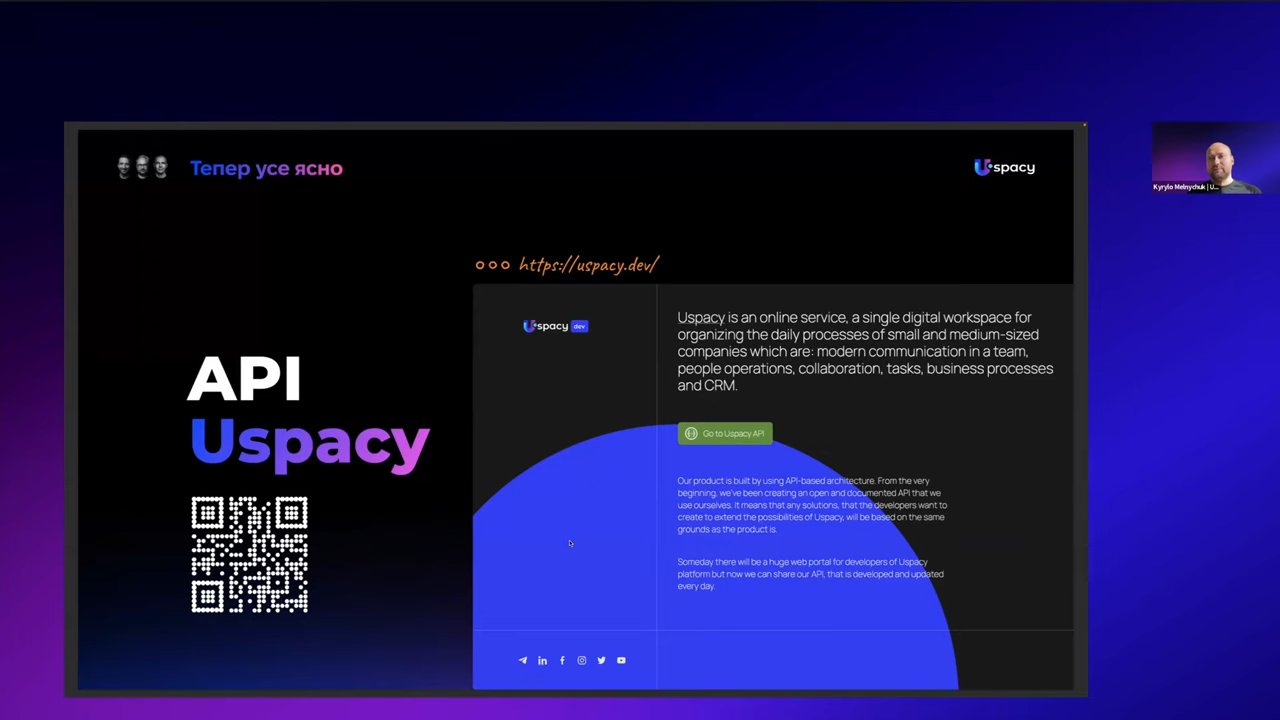 Тепер усе ясно
Uspacy
https://uspacy.dev/
Uspacy dev
Uspacy is an online service, a single digital workspace for
organizing the daily processes of small and medium-sized
companies which are: modern communication in a team,
people operations, collaboration, tasks, business processes
and CRM.
API
Uspacy
Go to Uspacy API
Our product is built by using API-based architecture. From the very
beginning, we've been creating an open and documented API that we
use ourselves. It means that any solutions, that the developers want to
create to extend the possibilities of Uspacy, will be based on the same
grounds as the product is.
Someday there will be a huge web portal for developers of Uspacy
platform but now we can share our API, that is developed and updated
every day.
Kyrylo Melnychuk | U...